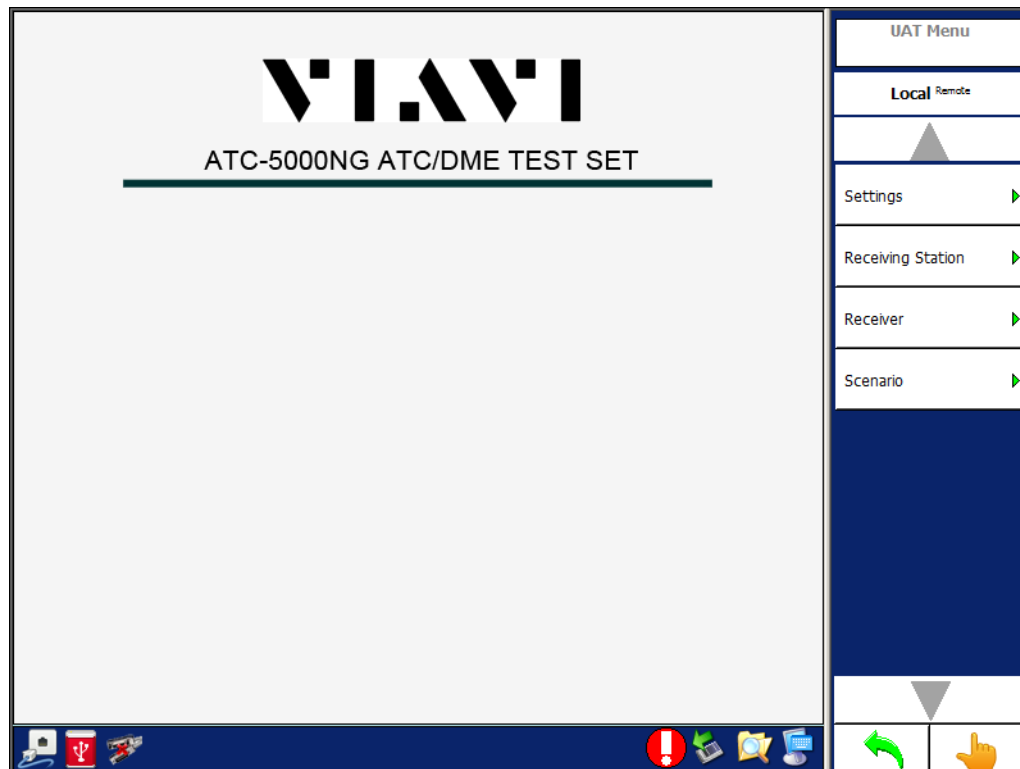 VIAVI
ATC-5000NG ATC/DME TEST SET
UAT Menu
Local Remote
Settings
Receiving Station
Receiver
Scenario